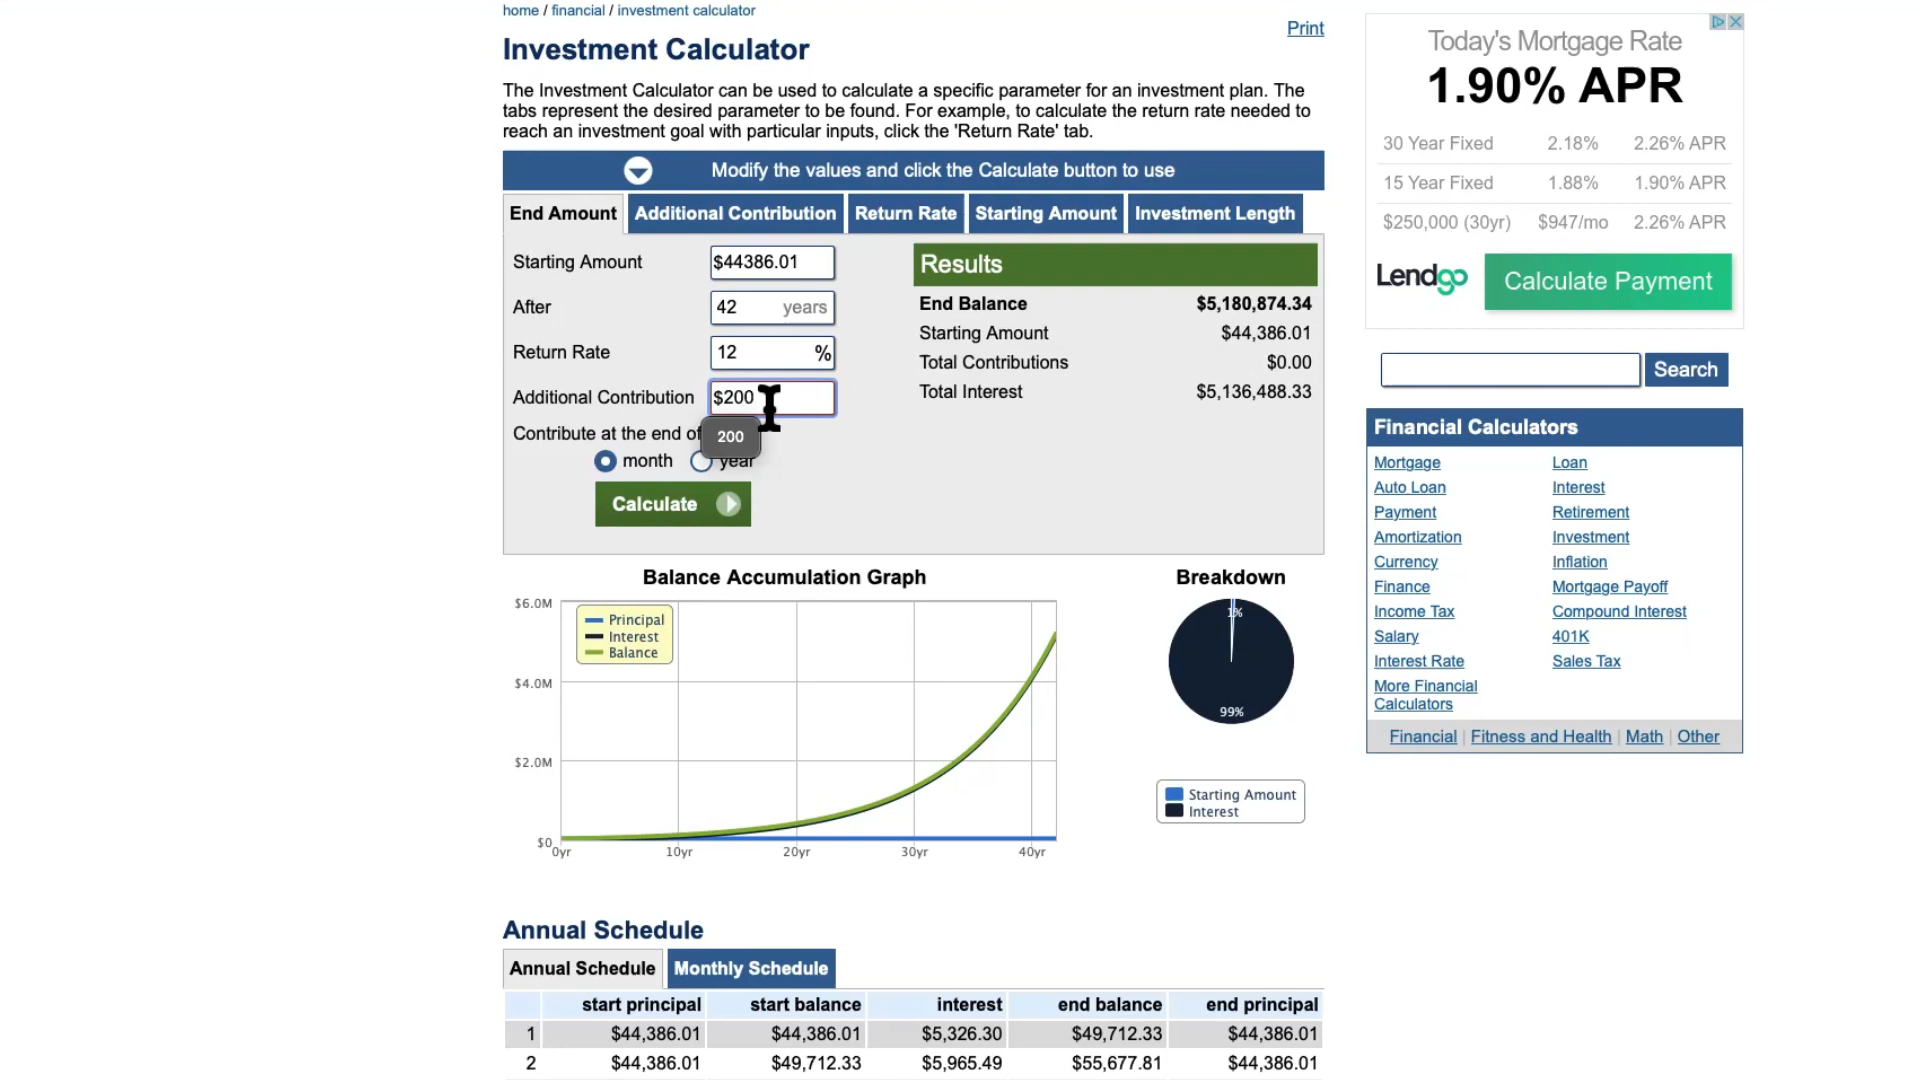 home / financial / investment calculator
Print
Investment Calculator
The Investment Calculator can be used to calculate a specific parameter for an investment plan. The
tabs represent the desired parameter to be found. For example, to calculate the return rate needed to
reach an investment goal with particular inputs, click the 'Return Rate' tab.
Modify the values and click the Calculate button to use
End Amount Additional Contribution Return Rate Starting Amount Investment Length
Starting Amount $44386.01
After 42 years
Return Rate 12 %
Additional Contribution $200
200
Contribute at the end of
month year
Calculate
Results
End Balance $5,180,874.34
Starting Amount $44,386.01
Total Contributions $0.00
Total Interest $5,136,488.33
Balance Accumulation Graph
$6.0M
$4.0M
$2.0M
$0
Principal
Interest
Balance
0yr 10yr 20yr 30yr 40yr
Breakdown
1%
99%
Starting Amount
Interest
Annual Schedule
Annual Schedule Monthly Schedule
start principal start balance interest end balance end principal
1 $44,386.01 $44,386.01 $5,326.30 $49,712.33 $44,386.01
2 $44,386.01 $49,712.33 $5,965.49 $55,677.81 $44,386.01
Today's Mortgage Rate
1.90% APR
30 Year Fixed 2.18% 2.26% APR
15 Year Fixed 1.88% 1.90% APR
$250,000 (30yr) $947/mo 2.26% APR
Lendgo Calculate Payment
Search
Financial Calculators
Mortgage Loan
Auto Loan Interest
Payment Retirement
Amortization Investment
Currency Inflation
Finance Mortgage Payoff
Income Tax Compound Interest
Salary 401K
Interest Rate Sales Tax
More Financial
Calculators
Financial | Fitness and Health | Math | Other